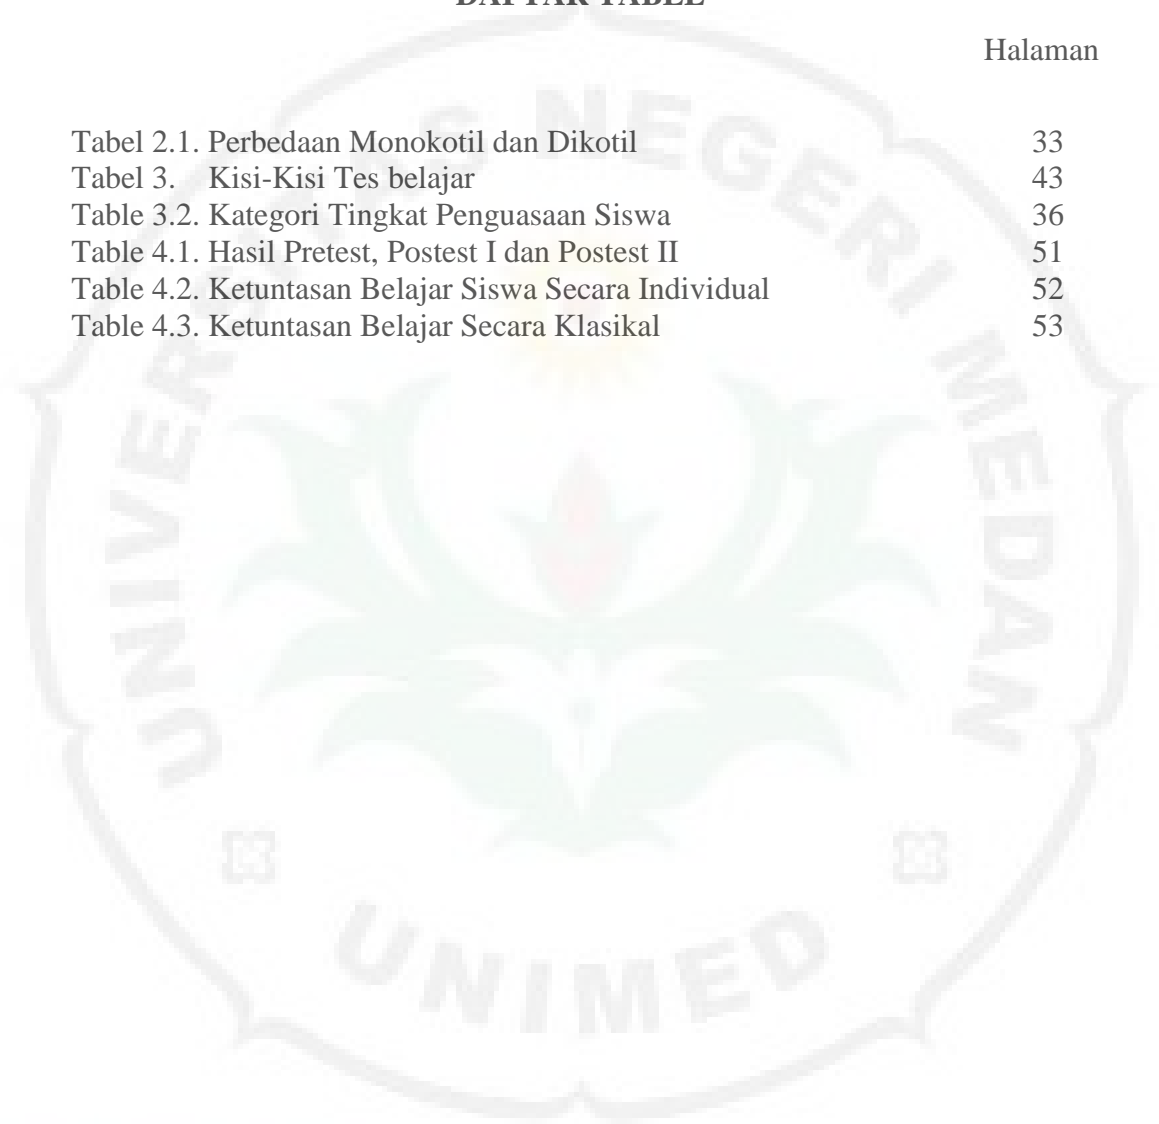 DAFTAR TABLE
Halaman
Tabel 2.1. Perbedaan Monokotil dan Dikotil 33
Tabel 3. Kisi-Kisi Tes belajar 43
Table 3.2. Kategori Tingkat Penguasaan Siswa 36
Table 4.1. Hasil Pretest, Postest I dan Postest II 51
Table 4.2. Ketuntasan Belajar Siswa Secara Individual 52
Table 4.3. Ketuntasan Belajar Secara Klasikal 53
UNIVERSITAS NEGERI MEDAN
UNIMED